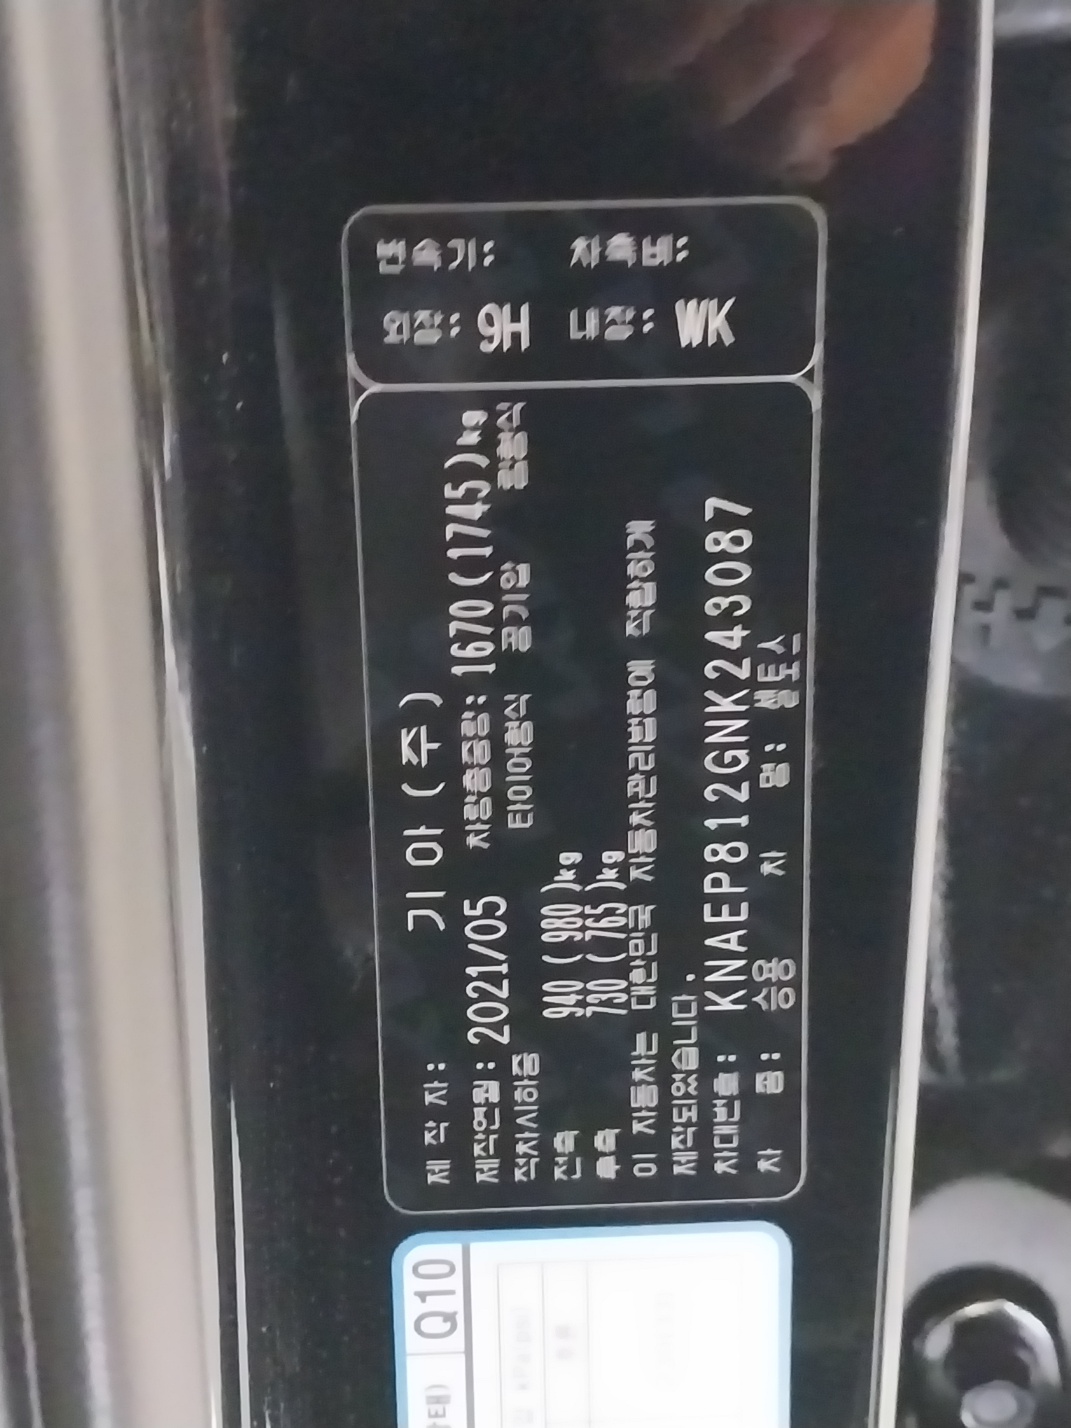 제 작 자: 기아(주)
제작연월: 2021/05 차량총중량: 1670(1745)kg
적차시하중 타이어형식 공기압 림형식
전축 940 ( 980 )kg
후축 730 ( 765 )kg
이 자동차는 대한민국 자동차관리법령에 적합하게
제작되었습니다.
차대번호: KNAEP812GNK243087
차 종: 승용 차 명: 셀토스
변속기: 외장: 9H
차축비: 내장: WK
Q10